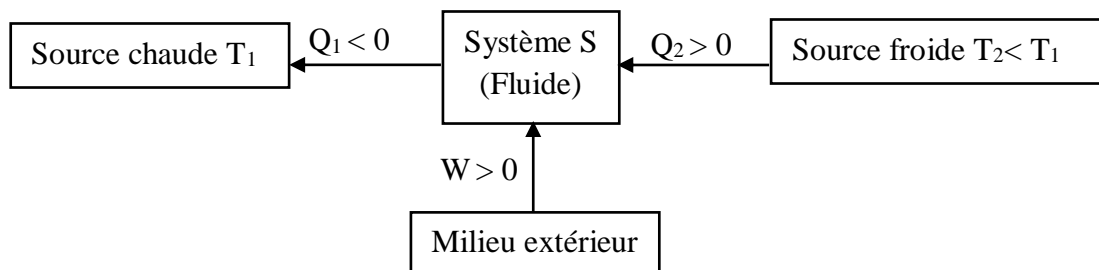 Source chaude T₁
Q₁ < 0
Système S
(Fluide)
Q₂ > 0
Source froide T₂< T₁
W > 0
Milieu extérieur